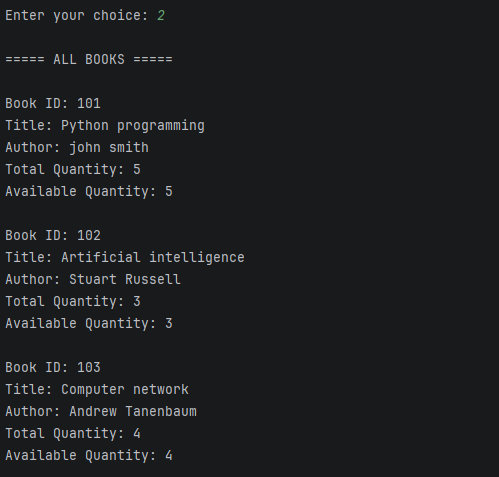 Enter your choice: 2
===== ALL BOOKS =====
Book ID: 101
Title: Python programming
Author: john smith
Total Quantity: 5
Available Quantity: 5
Book ID: 102
Title: Artificial intelligence
Author: Stuart Russell
Total Quantity: 3
Available Quantity: 3
Book ID: 103
Title: Computer network
Author: Andrew Tanenbaum
Total Quantity: 4
Available Quantity: 4